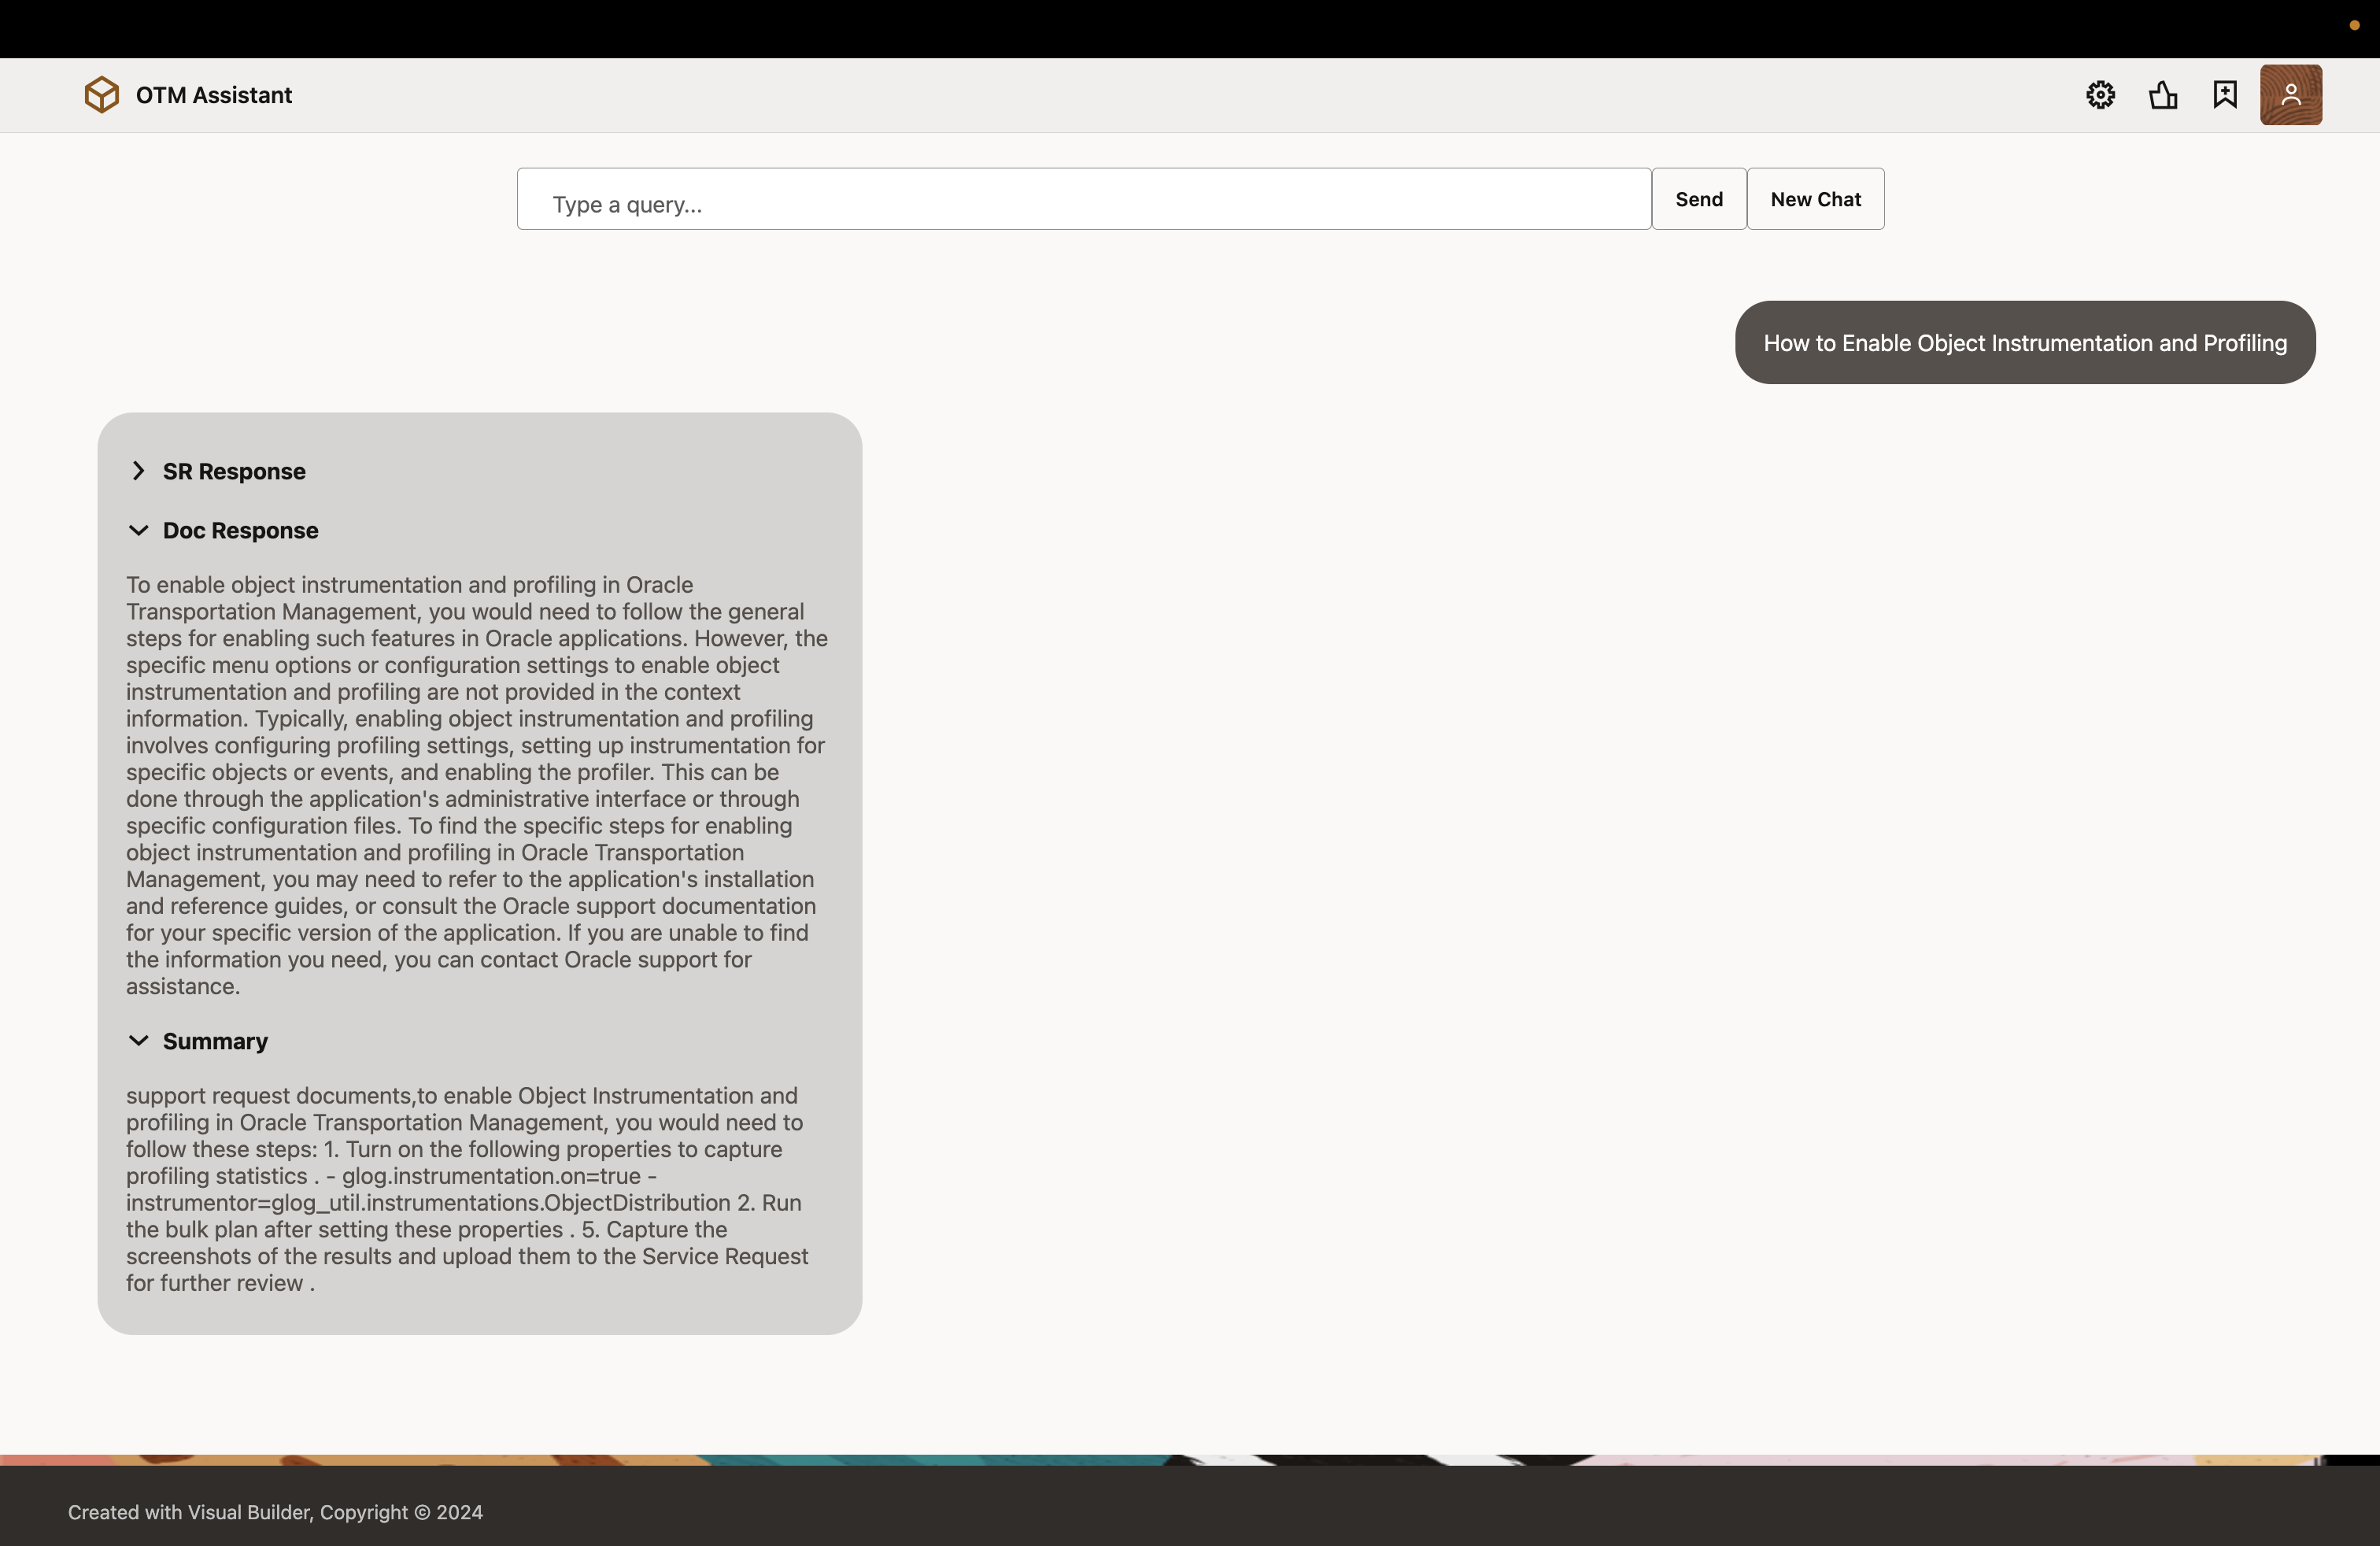 OTM Assistant
Type a query...
Send
New Chat
How to Enable Object Instrumentation and Profiling
SR Response
Doc Response
To enable object instrumentation and profiling in Oracle
Transportation Management, you would need to follow the general
steps for enabling such features in Oracle applications. However, the
specific menu options or configuration settings to enable object
instrumentation and profiling are not provided in the context
information. Typically, enabling object instrumentation and profiling
involves configuring profiling settings, setting up instrumentation for
specific objects or events, and enabling the profiler. This can be
done through the application's administrative interface or through
specific configuration files. To find the specific steps for enabling
object instrumentation and profiling in Oracle Transportation
Management, you may need to refer to the application's installation
and reference guides, or consult the Oracle support documentation
for your specific version of the application. If you are unable to find
the information you need, you can contact Oracle support for
assistance.
Summary
support request documents,to enable Object Instrumentation and
profiling in Oracle Transportation Management, you would need to
follow these steps: 1. Turn on the following properties to capture
profiling statistics . - glog.instrumentation.on=true -
instrumentor=glog_util.instrumentations.ObjectDistribution 2. Run
the bulk plan after setting these properties . 5. Capture the
screenshots of the results and upload them to the Service Request
for further review .
Created with Visual Builder, Copyright © 2024